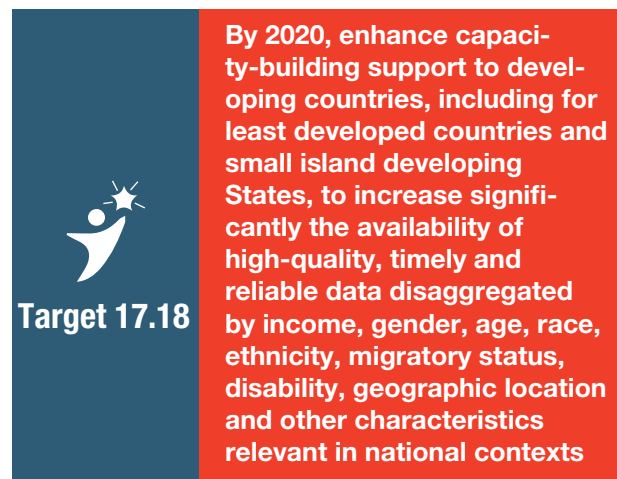 Target 17.18
By 2020, enhance capaci-
ty-building support to devel-
oping countries, including for
least developed countries and
small island developing
States, to increase signifi-
cantly the availability of
high-quality, timely and
reliable data disaggregated
by income, gender, age, race,
ethnicity, migratory status,
disability, geographic location
and other characteristics
relevant in national contexts